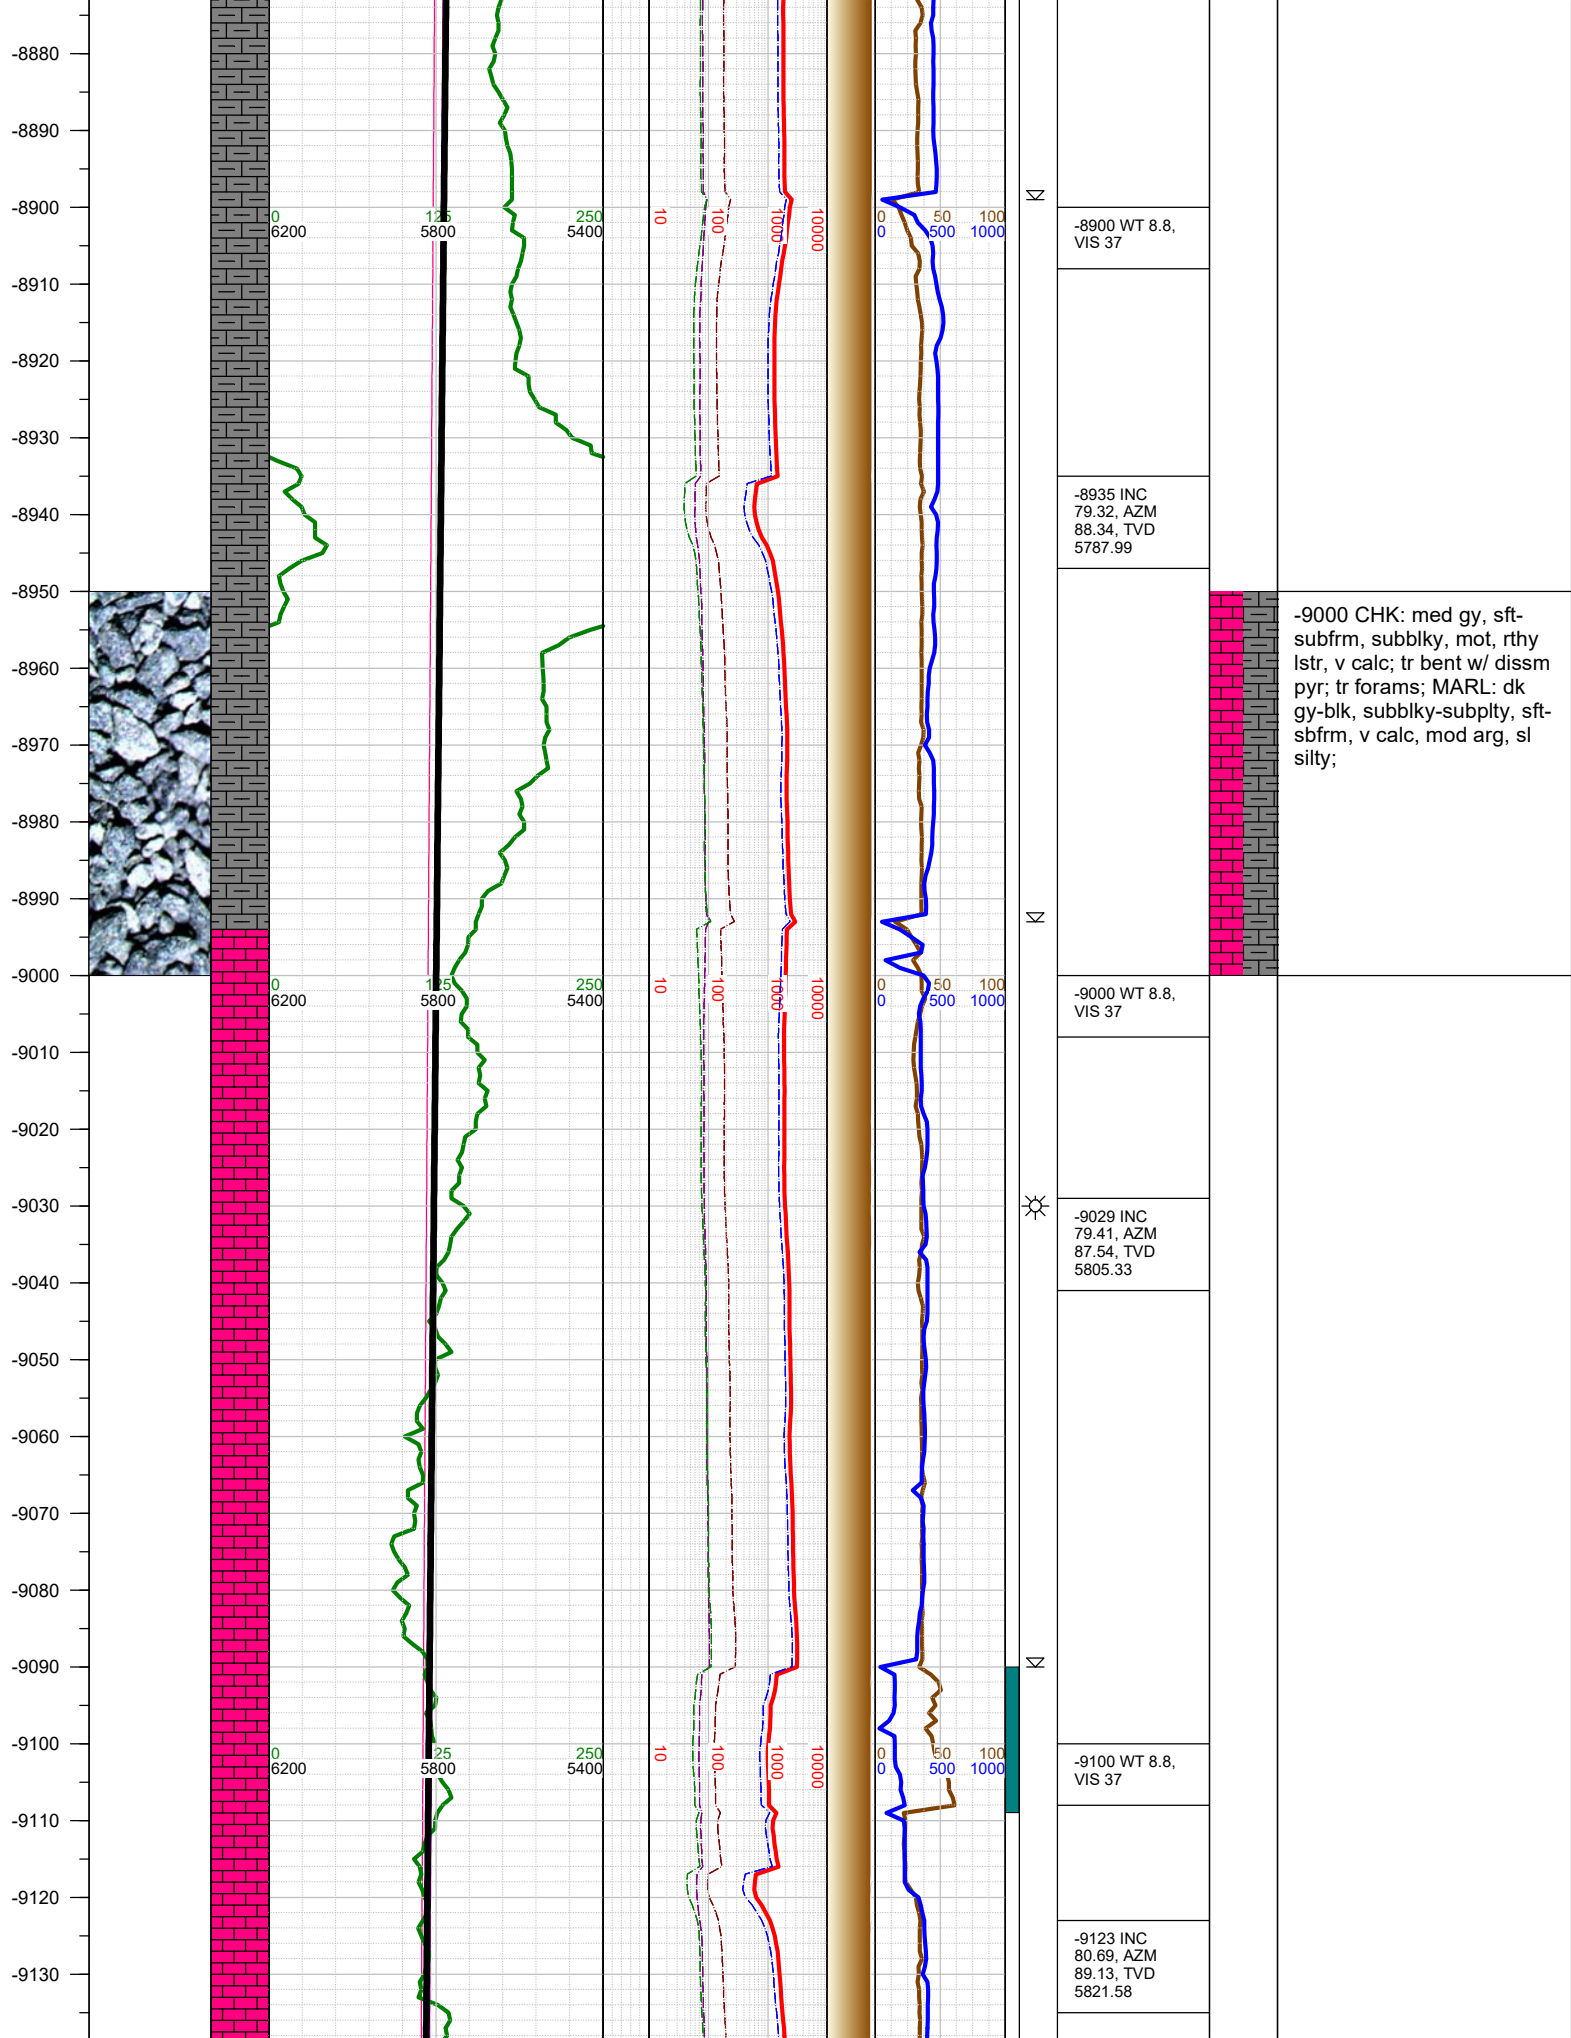 -8880
-8890
-8900
0 125 250
6200 5800 5400
10 100 1000 10000
0 50 100
0 500 1000
-8900 WT 8.8,
VIS 37
-8910
-8920
-8930
-8935 INC
79.32, AZM
88.34, TVD
5787.99
-8940
-8950
-9000 CHK: med gy, sft-
subfrm, subblky, mot, rthy
lstr, v calc; tr bent w/ dissm
pyr; tr forams; MARL: dk
gy-blk, subblky-subplty, sft-
sbfrm, v calc, mod arg, sl
silty;
-8960
-8970
-8980
-8990
-9000
0 125 250
6200 5800 5400
10 100 1000 10000
0 50 100
0 500 1000
-9000 WT 8.8,
VIS 37
-9010
-9020
-9029 INC
79.41, AZM
87.54, TVD
5805.33
-9030
-9040
-9050
-9060
-9070
-9080
-9090
-9100
0 25 250
6200 5800 5400
10 100 1000 10000
0 50 100
0 500 1000
-9100 WT 8.8,
VIS 37
-9110
-9120
-9123 INC
80.69, AZM
89.13, TVD
5821.58
-9130